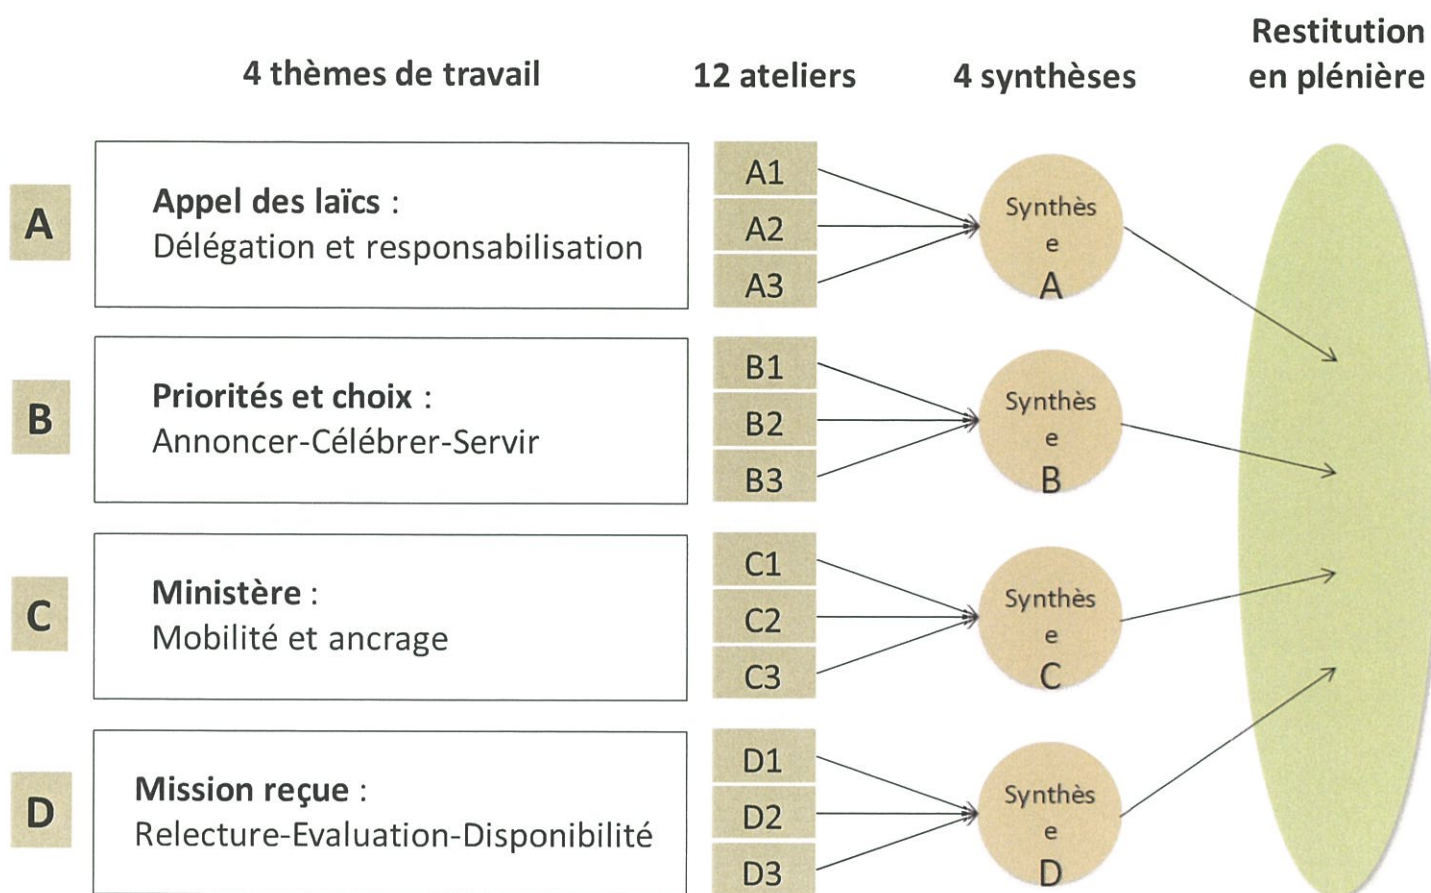 4 thèmes de travail
12 ateliers
4 synthèses
Restitution
en plénière
A
Appel des laïcs :
Délégation et responsabilisation
A1
A2
A3
Synthès
e
A
B
Priorités et choix :
Annoncer-Célébrer-Servir
B1
B2
B3
Synthès
e
B
C
Ministère :
Mobilité et ancrage
C1
C2
C3
Synthès
e
C
D
Mission reçue :
Relecture-Evaluation-Disponibilité
D1
D2
D3
Synthès
e
D